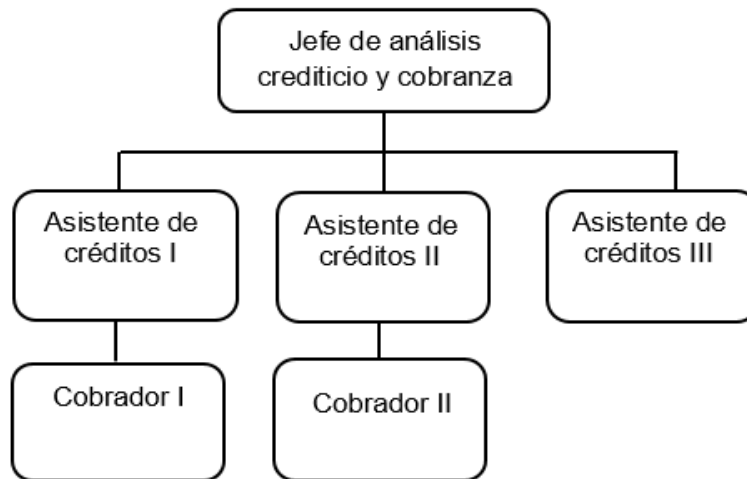 Jefe de análisis
crediticio y cobranza
Asistente de
créditos I
Asistente de
créditos II
Asistente de
créditos III
Cobrador I
Cobrador II